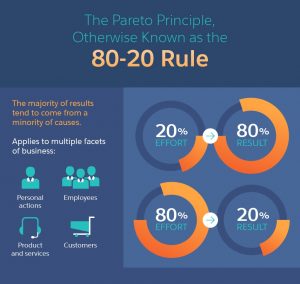 The Pareto Principle,
Otherwise Known as the
80-20 Rule
The majority of results
tend to come from a
minority of causes.
Applies to multiple facets
of business:
Personal
actions
Employees
Product
and services
Customers
20%
EFFORT
80%
RESULT
80%
EFFORT
20%
RESULT